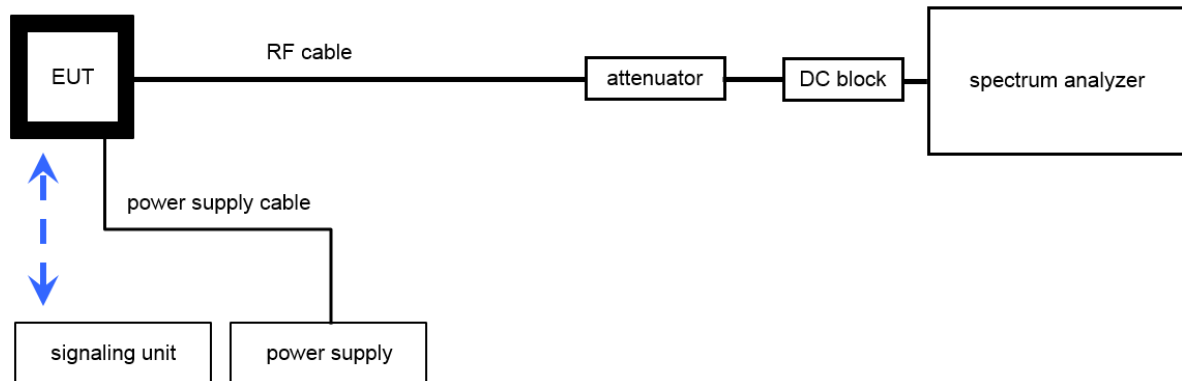 RF cable
EUT
attenuator
DC block
spectrum analyzer
power supply cable
signaling unit
power supply